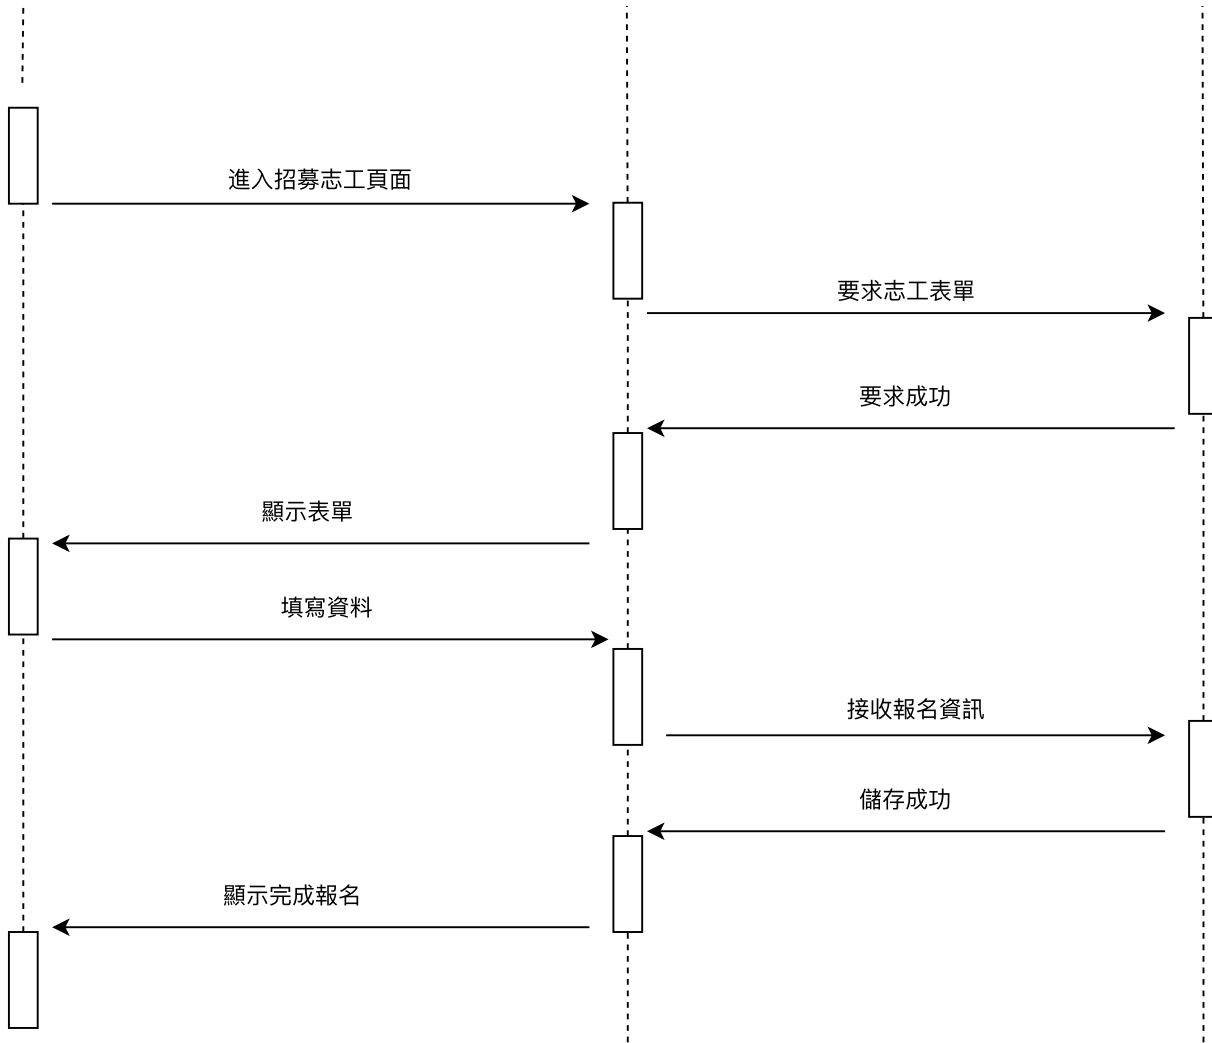 進入招募志工頁面
要求志工表單
要求成功
顯示表單
填寫資料
接收報名資訊
儲存成功
顯示完成報名